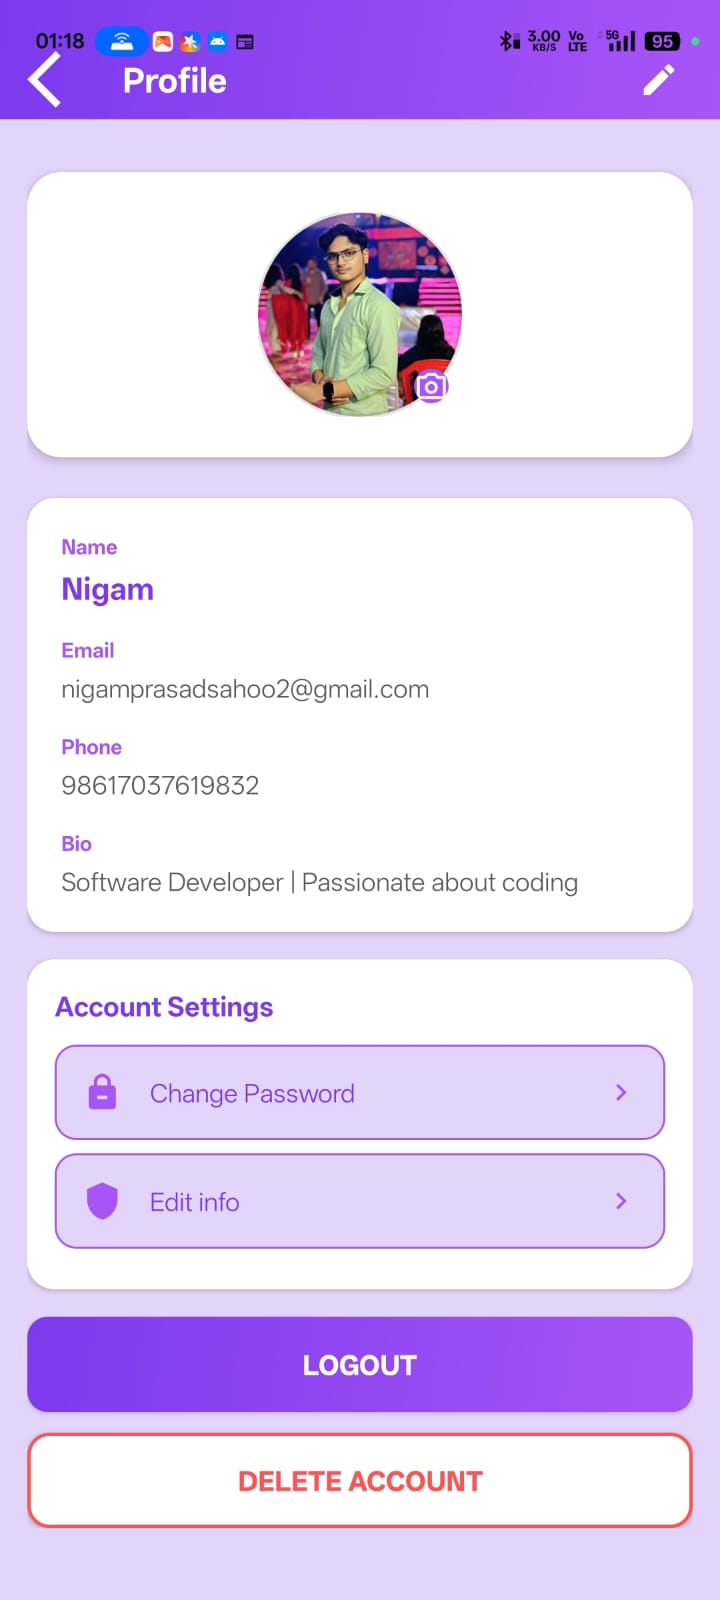 01:18 3.00 KB/S Vo LTE 5G 95
Profile
Name
Nigam
Email
nigamprasadsahoo2@gmail.com
Phone
98617037619832
Bio
Software Developer | Passionate about coding
Account Settings
Change Password
Edit info
LOGOUT
DELETE ACCOUNT